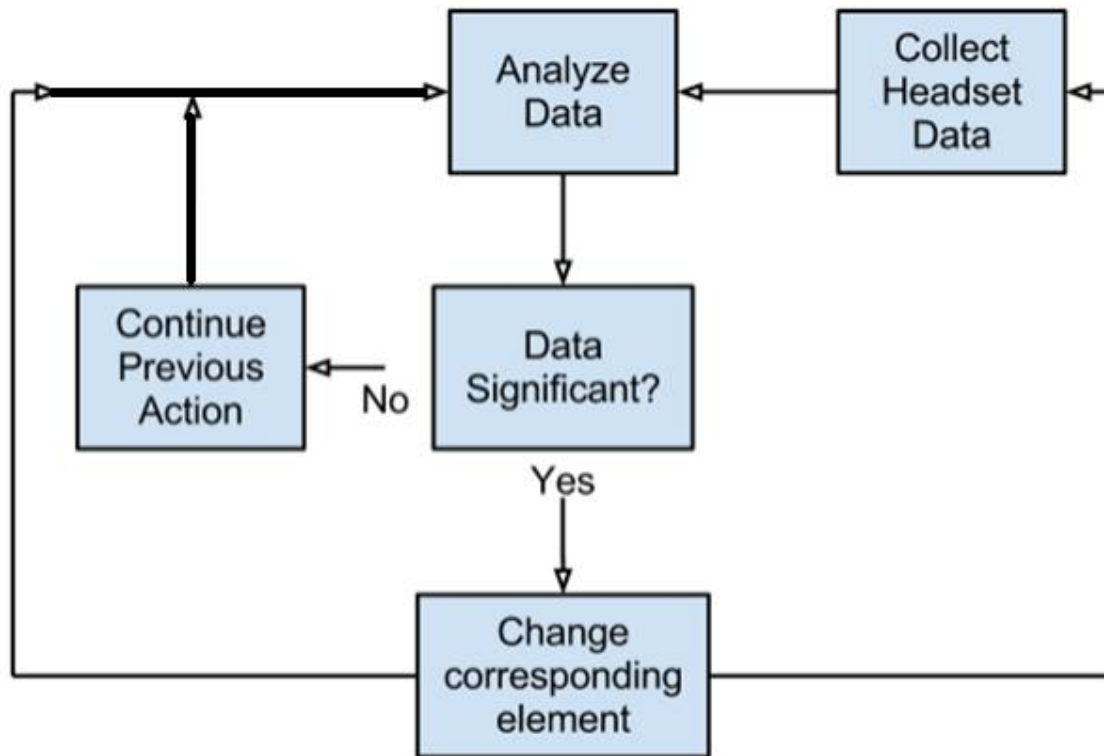 Analyze
Data
Collect
Headset
Data
Continue
Previous
Action
No
Data
Significant?
Yes
Change
corresponding
element